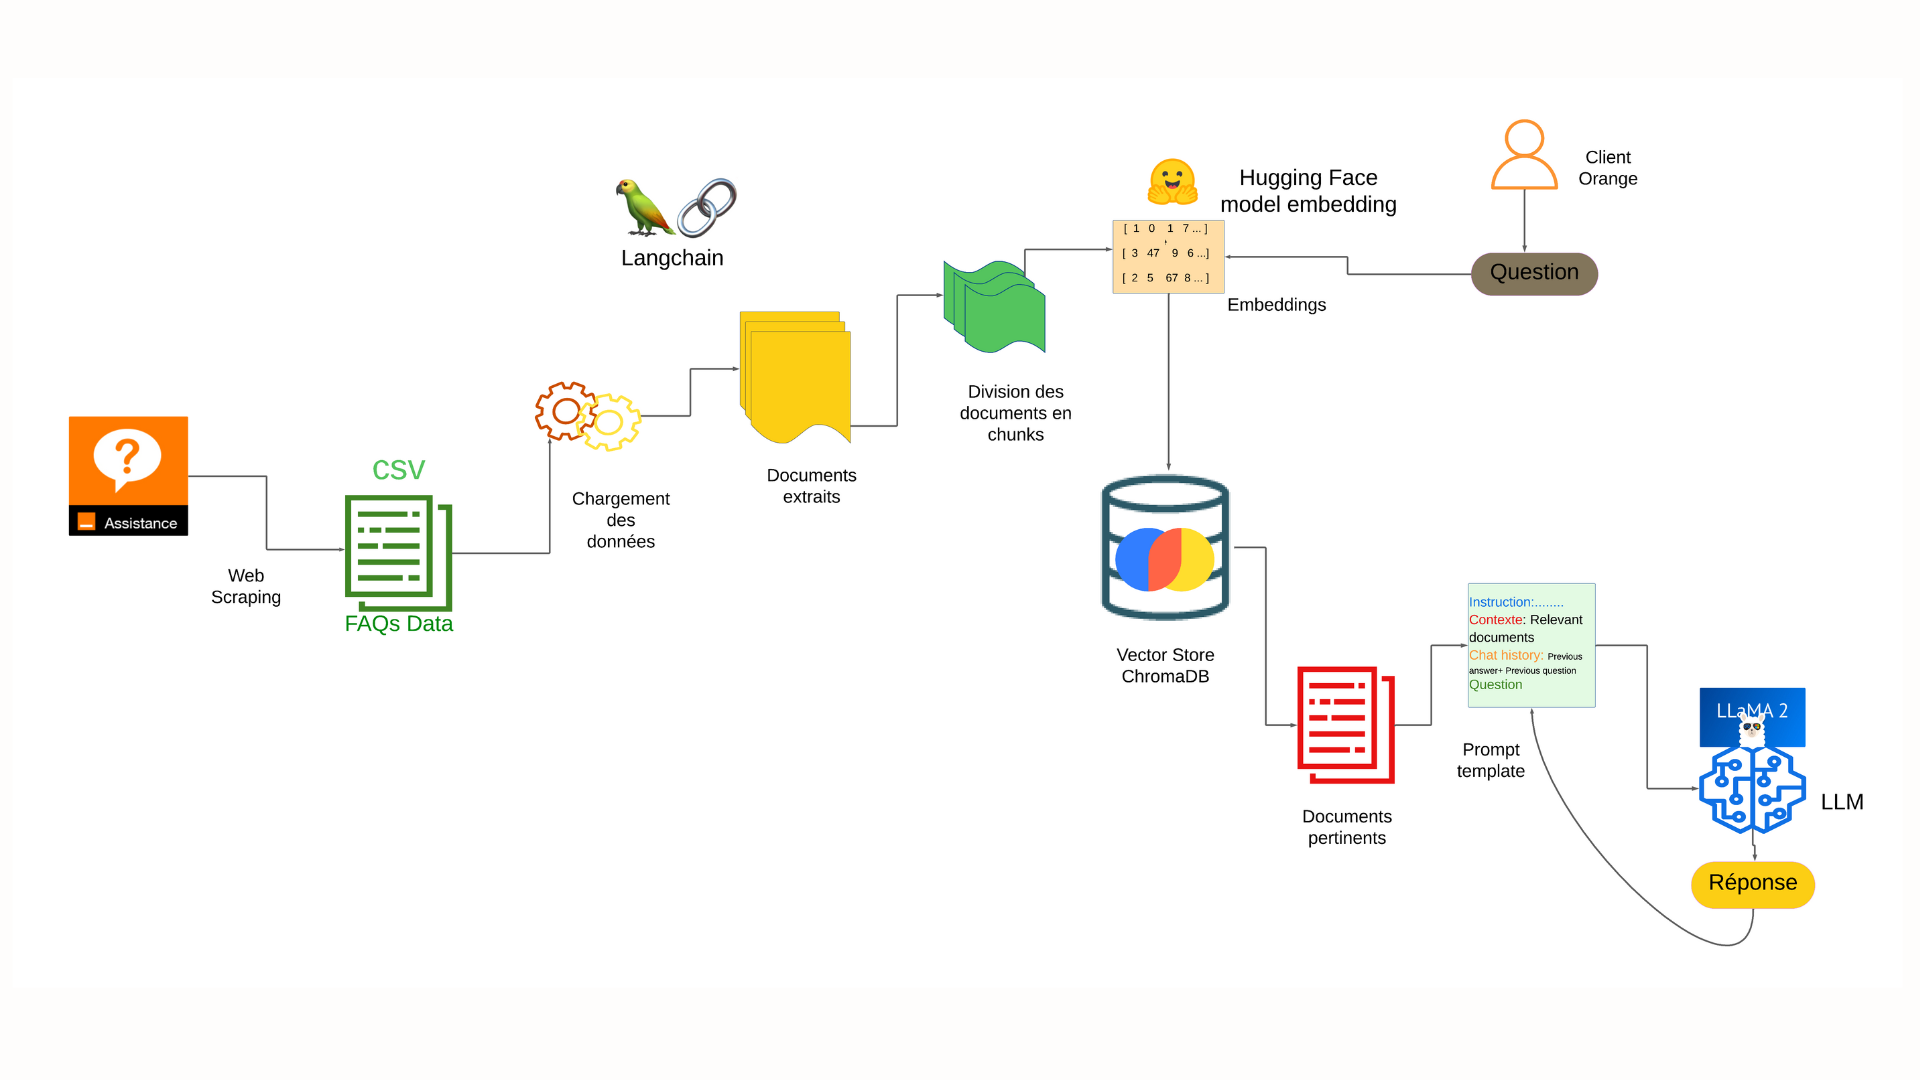 Assistance
Web
Scraping
csv
FAQs Data
Chargement
des
données
Langchain
Documents
extraits
Division des
documents en
chunks
Hugging Face
model embedding
[ 1 0 1 7 ... ]
,
[ 3 47 9 6 ...]
[ 2 5 67 8 ... ]
Embeddings
Client
Orange
Question
Vector Store
ChromaDB
Documents
pertinents
Instruction:........
Contexte: Relevant
documents
Chat history: Previous
answer+ Previous question
Question
Prompt
template
LLaMA 2
LLM
Réponse